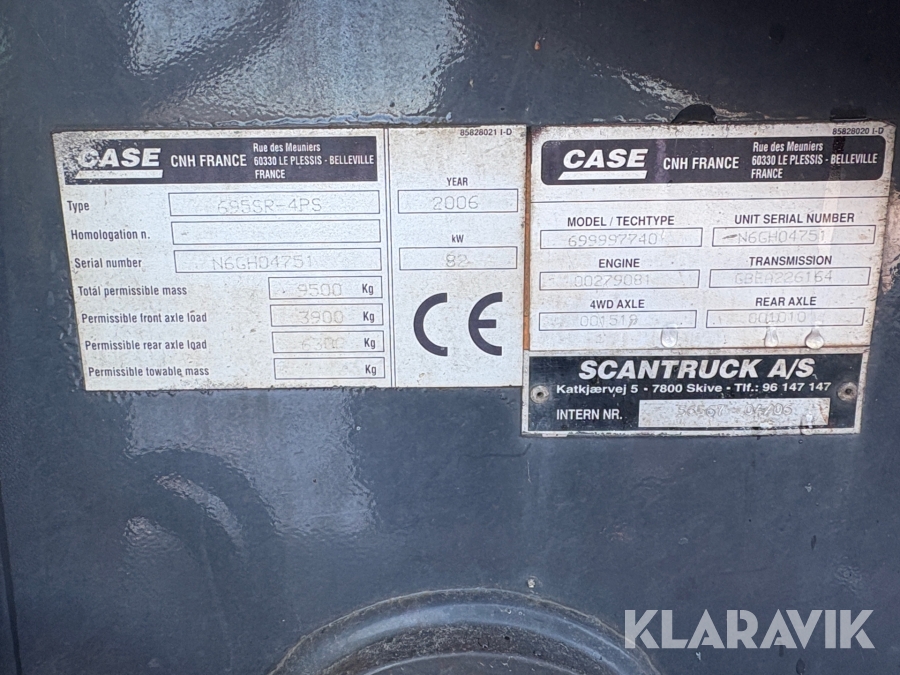 CASE CNH FRANCE
Rue des Meuniers
60330 LE PLESSIS - BELLEVILLE
FRANCE
Type 695SR-4PS
Homologation n.
Serial number N6GH04751
Total permissible mass 9500 Kg
Permissible front axle load 3900 Kg
Permissible rear axle load Kg
Permissible towable mass Kg
85828021 I-D
YEAR
2006
kW
82
CE
85828020 I-D
CASE CNH FRANCE
Rue des Meuniers
60330 LE PLESSIS - BELLEVILLE
FRANCE
MODEL / TECHTYPE
699997740
UNIT SERIAL NUMBER
N6GH04751
ENGINE
00279081
TRANSMISSION
4WD AXLE
REAR AXLE
001010
SCANTRUCK A/S
Katkjærvej 5 - 7800 Skive - Tlf.: 96 147 147
INTERN NR.
KLARAVIK